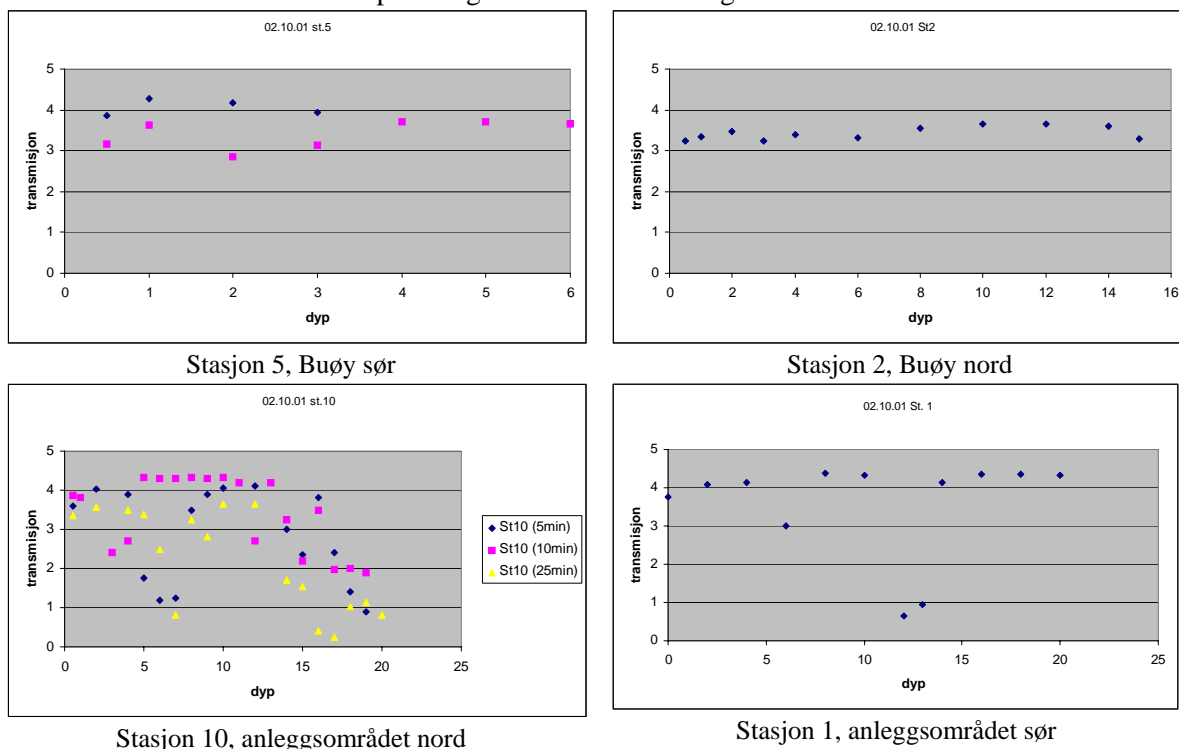 02.10.01 st.5
5
4
3
2
1
0
transmisjon
0 1 2 3 4 5 6
dyp
Stasjon 5, Buøy sør
02.10.01 St2
5
4
3
2
1
0
transmisjon
0 2 4 6 8 10 12 14 16
dyp
Stasjon 2, Buøy nord
02.10.01 st.10
5
4
3
2
1
0
transmisjon
0 5 10 15 20 25
dyp
St10 (5min)
St10 (10min)
St10 (25min)
Stasjon 10, anleggsområdet nord
02.10.01 St. 1
5
4
3
2
1
0
transmisjon
0 5 10 15 20 25
dyp
Stasjon 1, anleggsområdet sør